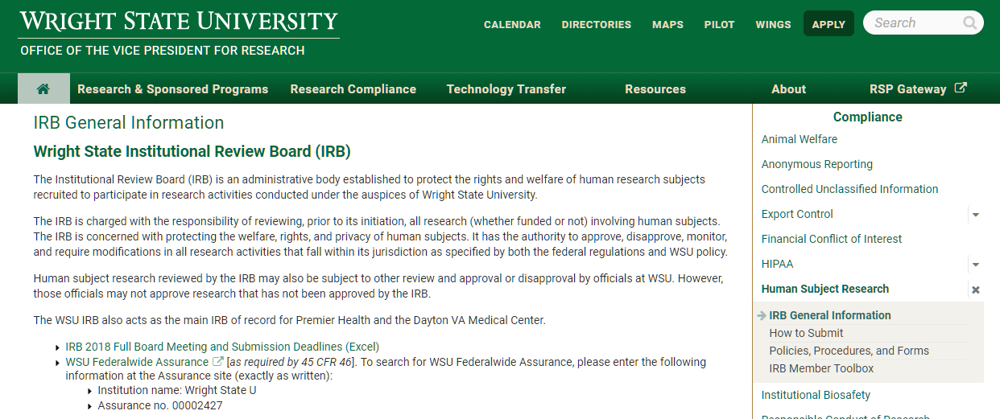 WRIGHT STATE UNIVERSITY
OFFICE OF THE VICE PRESIDENT FOR RESEARCH
CALENDAR DIRECTORIES MAPS PILOT WINGS APPLY Search
Research & Sponsored Programs Research Compliance Technology Transfer Resources About RSP Gateway
IRB General Information
Wright State Institutional Review Board (IRB)
The Institutional Review Board (IRB) is an administrative body established to protect the rights and welfare of human research subjects
recruited to participate in research activities conducted under the auspices of Wright State University.
The IRB is charged with the responsibility of reviewing, prior to its initiation, all research (whether funded or not) involving human subjects.
The IRB is concerned with protecting the welfare, rights, and privacy of human subjects. It has the authority to approve, disapprove, monitor,
and require modifications in all research activities that fall within its jurisdiction as specified by both the federal regulations and WSU policy.
Human subject research reviewed by the IRB may also be subject to other review and approval or disapproval by officials at WSU. However,
those officials may not approve research that has not been approved by the IRB.
The WSU IRB also acts as the main IRB of record for Premier Health and the Dayton VA Medical Center.
IRB 2018 Full Board Meeting and Submission Deadlines (Excel)
WSU Federalwide Assurance [as required by 45 CFR 46]. To search for WSU Federalwide Assurance, please enter the following
information at the Assurance site (exactly as written):
Institution name: Wright State U
Assurance no. 00002427
Compliance
Animal Welfare
Anonymous Reporting
Controlled Unclassified Information
Export Control
Financial Conflict of Interest
HIPAA
Human Subject Research
IRB General Information
How to Submit
Policies, Procedures, and Forms
IRB Member Toolbox
Institutional Biosafety
Responsible Conduct of Research